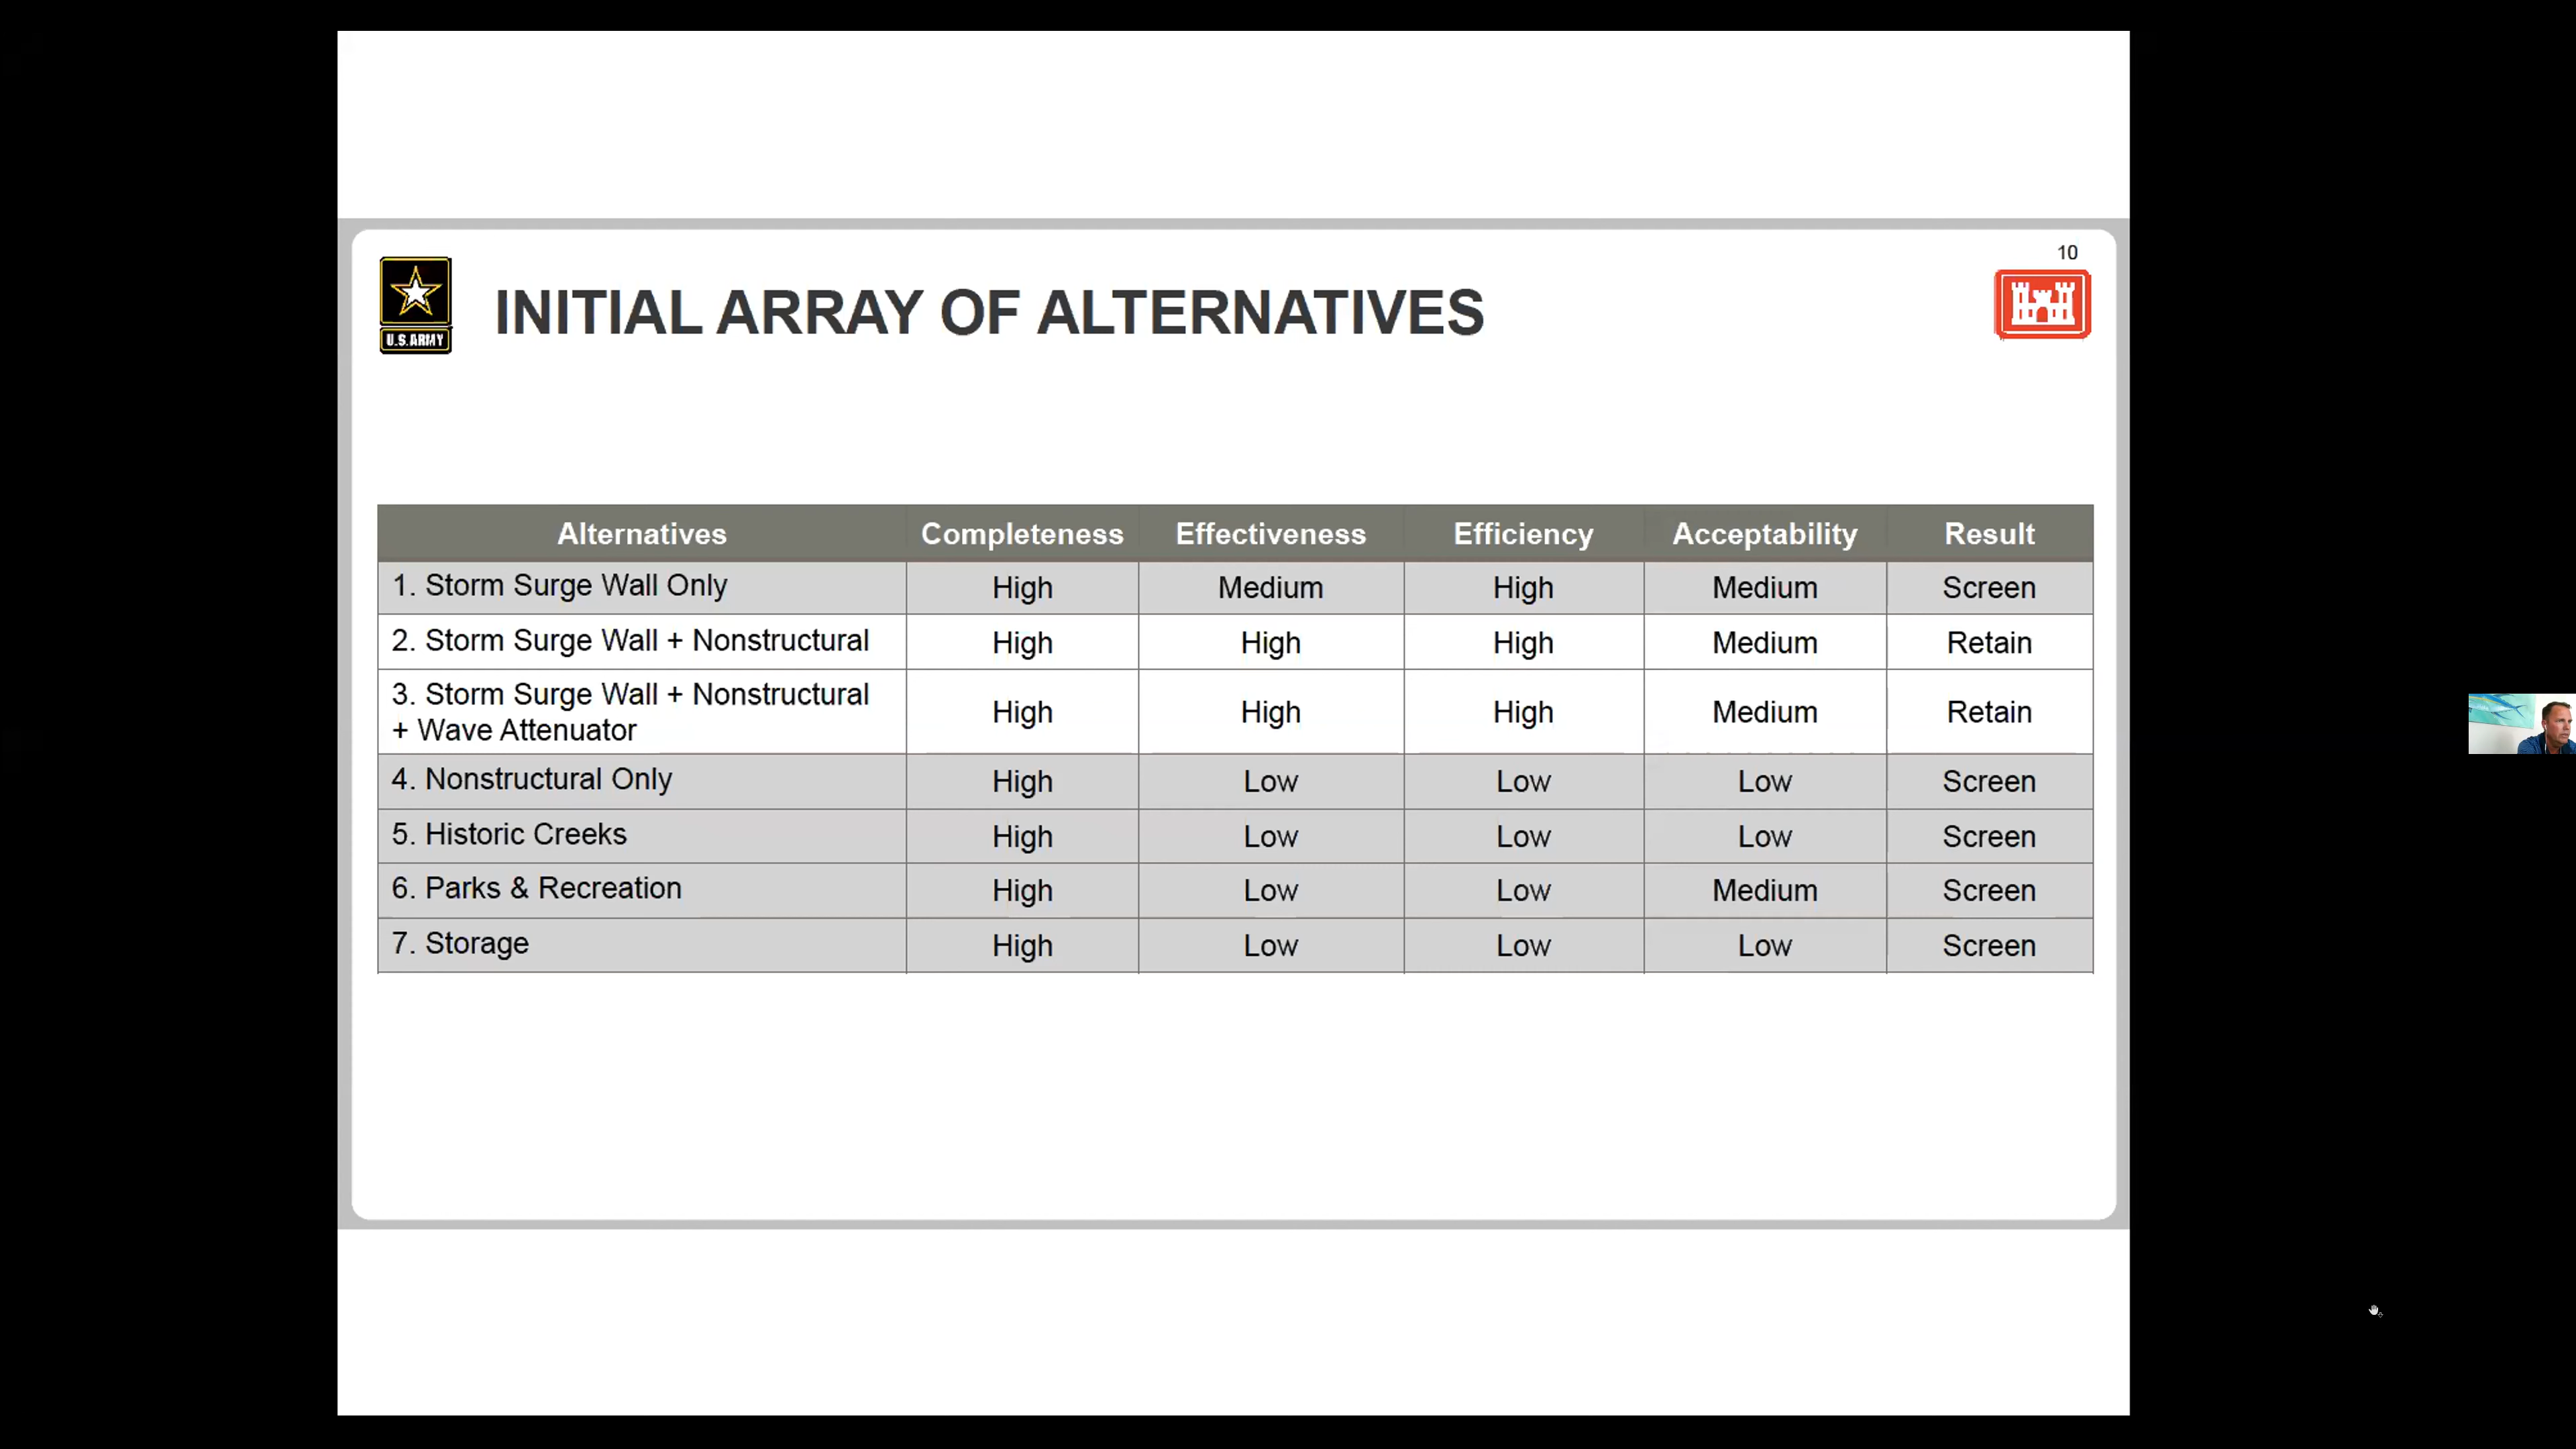 10
U.S.ARMY
INITIAL ARRAY OF ALTERNATIVES
Alternatives Completeness Effectiveness Efficiency Acceptability Result
1. Storm Surge Wall Only High Medium High Medium Screen
2. Storm Surge Wall + Nonstructural High High High Medium Retain
3. Storm Surge Wall + Nonstructural
+ Wave Attenuator High High High Medium Retain
4. Nonstructural Only High Low Low Low Screen
5. Historic Creeks High Low Low Low Screen
6. Parks & Recreation High Low Low Medium Screen
7. Storage High Low Low Low Screen